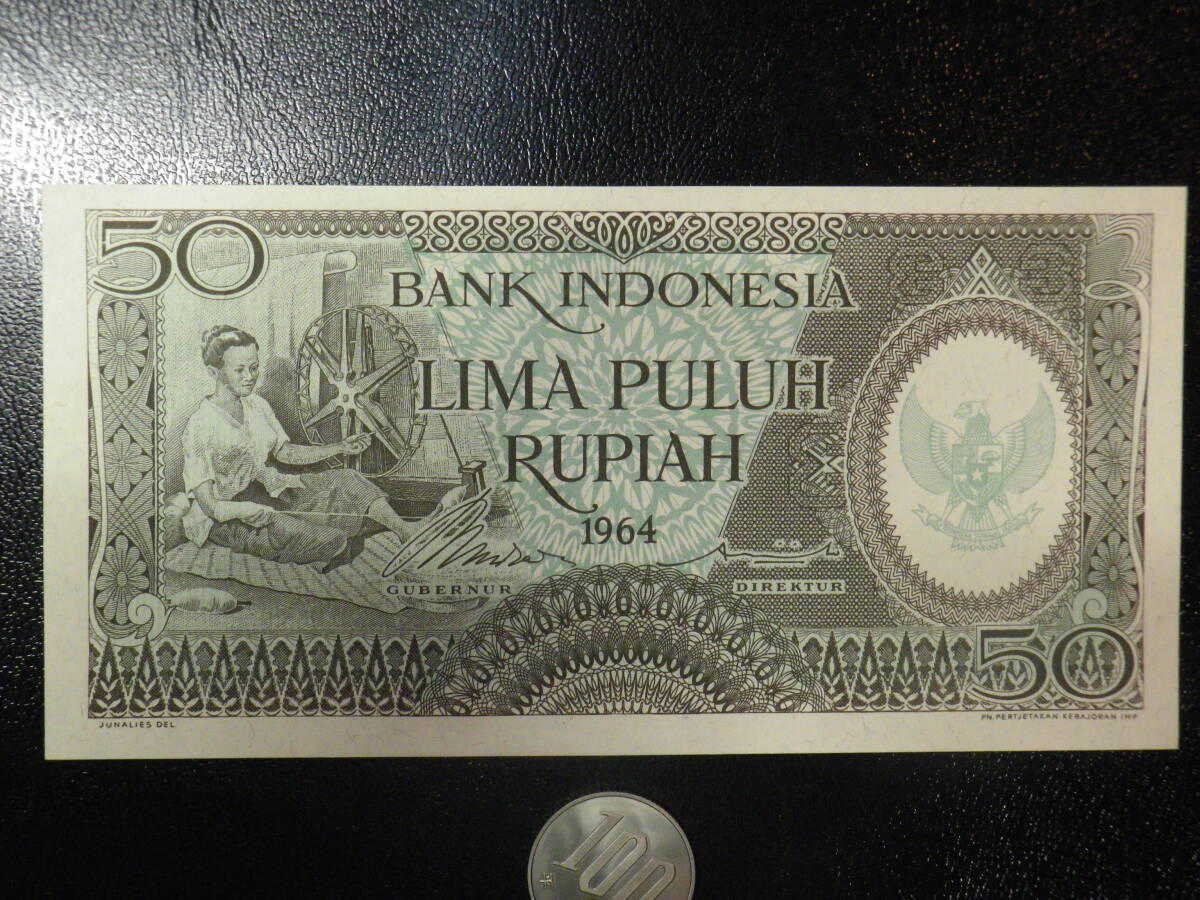 50
BANK INDONESIA
LIMA PULUH
RUPIAH
1964
GUBERNUR
DIREKTUR
50
JUNALIES DEL.
PN. PERTJETAKAN KEBAJORAN IMP.
100